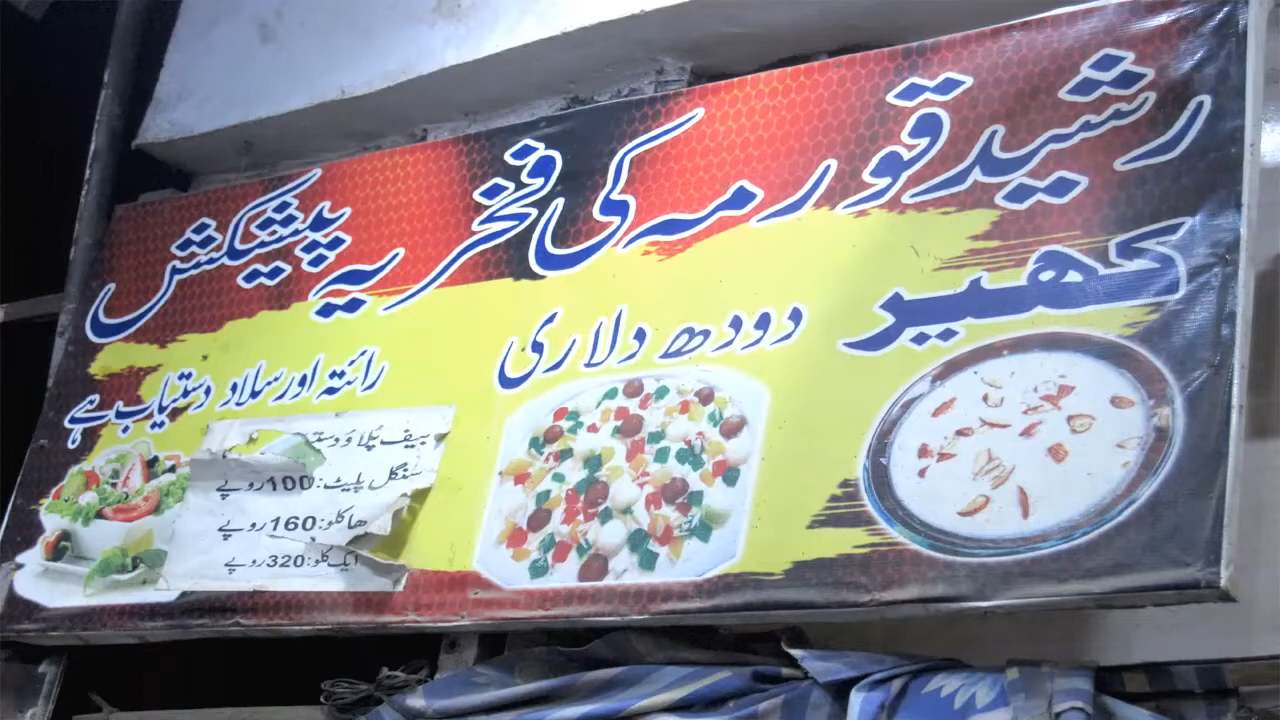 رشید قورمہ کی فخریہ پیشکش
کھیر
دودھ دلاری
رائتہ اور سلاد دستیاب ہے
بیف پلاؤ
سنگل پلیٹ:100روپے
کلو:160روپے
ایک کلو:320روپے